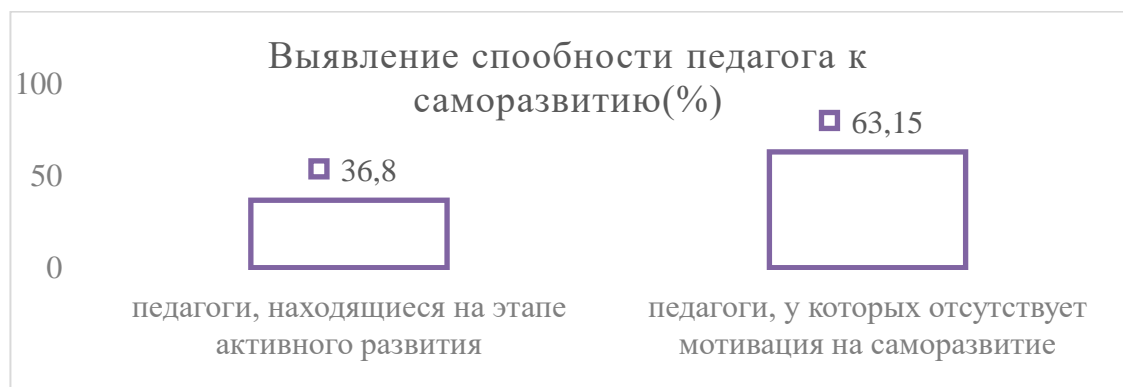 Выявление спообности педагога к
саморазвитию(%)
100
50
0
36,8
63,15
педагоги, находящиеся на этапе
активного развития
педагоги, у которых отсутствует
мотивация на саморазвитие